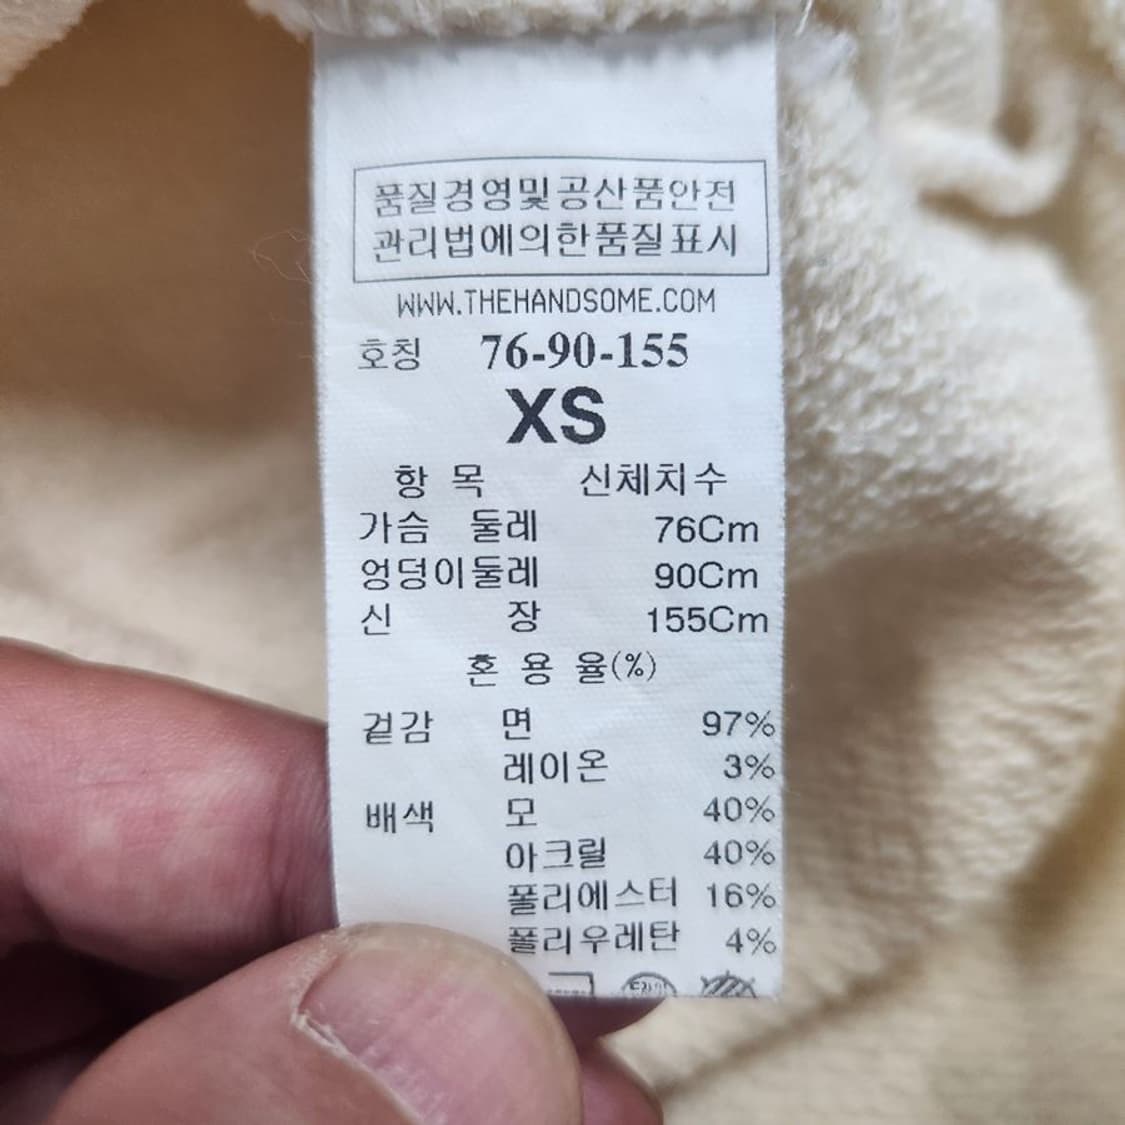 품질경영및공산품안전
관리법에의한품질표시
WWW.THEHANDSOME.COM
호칭 76-90-155
XS
항 목 신체치수
가슴 둘레 76Cm
엉덩이둘레 90Cm
신 장 155Cm
혼 용 율(%)
겉감 면 97%
레이온 3%
배색 모 40%
아크릴 40%
폴리에스터 16%
폴리우레탄 4%
드라이